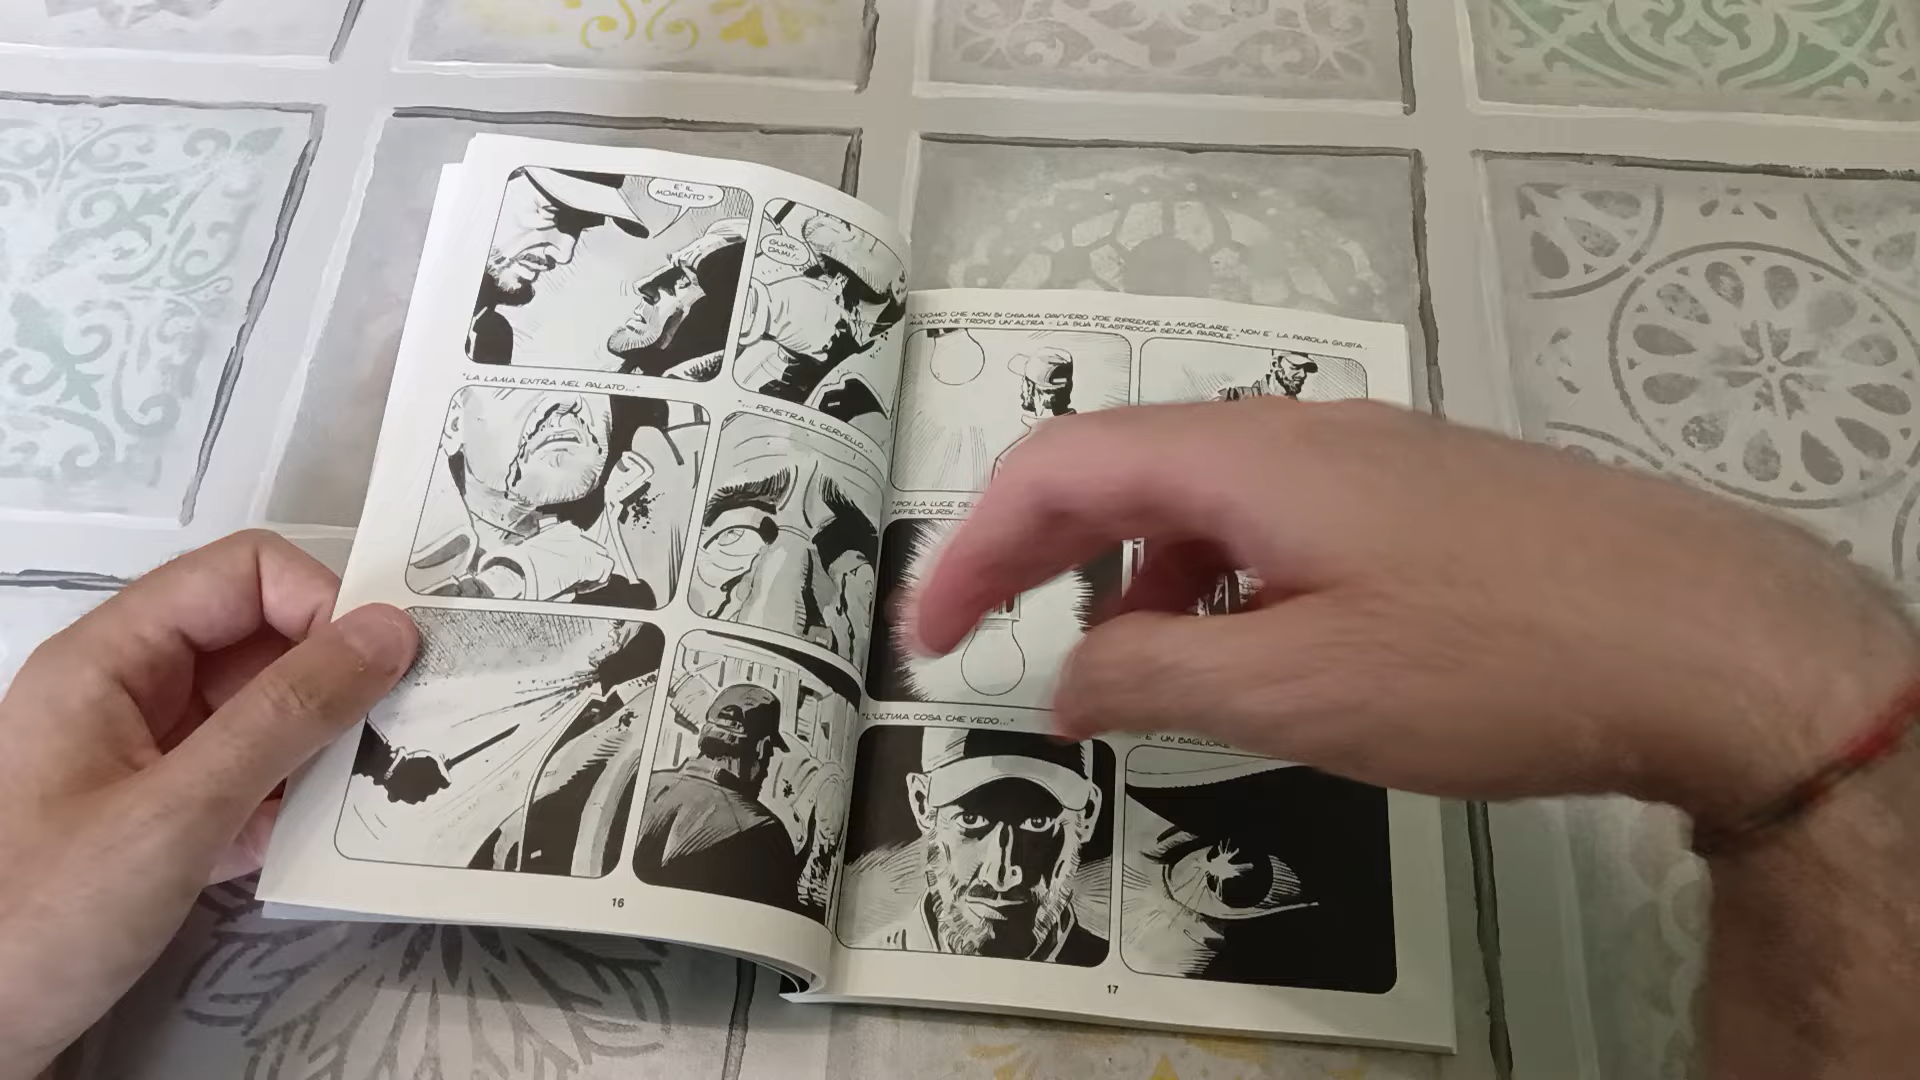 E' IL
MOMENTO?
GUAR-
DAMI!..
"LA LAMA ENTRA NEL PALATO..."
"... PENETRA IL CERVELLO..."
16
"L'UOMO CHE NON SI CHIAMA DAVVERO JOE RIPRENDE A MUGOLARE - NON E' LA PAROLA GIUSTA,
MA NON NE TROVO UN'ALTRA - LA SUA FILASTROCCA SENZA PAROLE."
"POI LA LUCE
AFFIEVOLIRSI..."
"L'ULTIMA COSA CHE VEDO..."
E' UN BAGLIORE
17